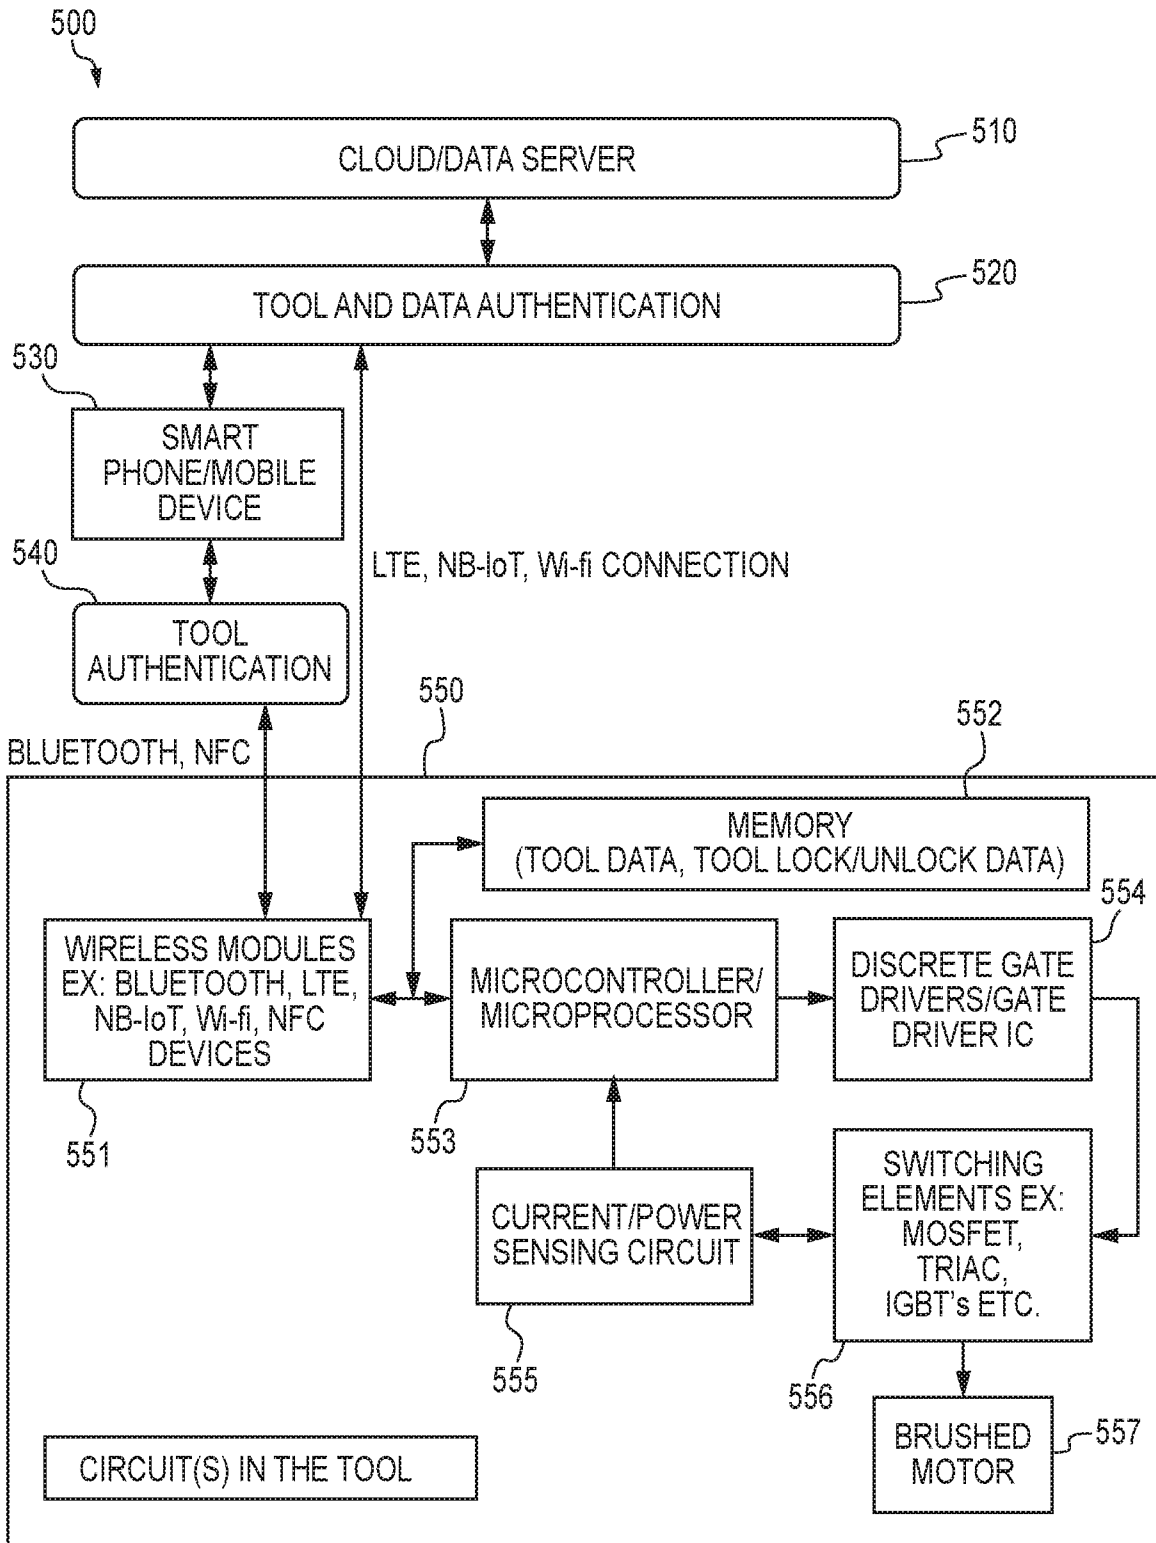 500
CLOUD/DATA SERVER
510
TOOL AND DATA AUTHENTICATION
520
530
SMART
PHONE/MOBILE
DEVICE
540
LTE, NB-IoT, Wi-fi CONNECTION
TOOL
AUTHENTICATION
550
BLUETOOTH, NFC
552
MEMORY
(TOOL DATA, TOOL LOCK/UNLOCK DATA)
554
WIRELESS MODULES
EX: BLUETOOTH, LTE,
NB-IoT, Wi-fi, NFC
DEVICES
551
MICROCONTROLLER/
MICROPROCESSOR
553
DISCRETE GATE
DRIVERS/GATE
DRIVER IC
CURRENT/POWER
SENSING CIRCUIT
555
SWITCHING
ELEMENTS EX:
MOSFET,
TRIAC,
IGBT's ETC.
556
BRUSHED
MOTOR
557
CIRCUIT(S) IN THE TOOL